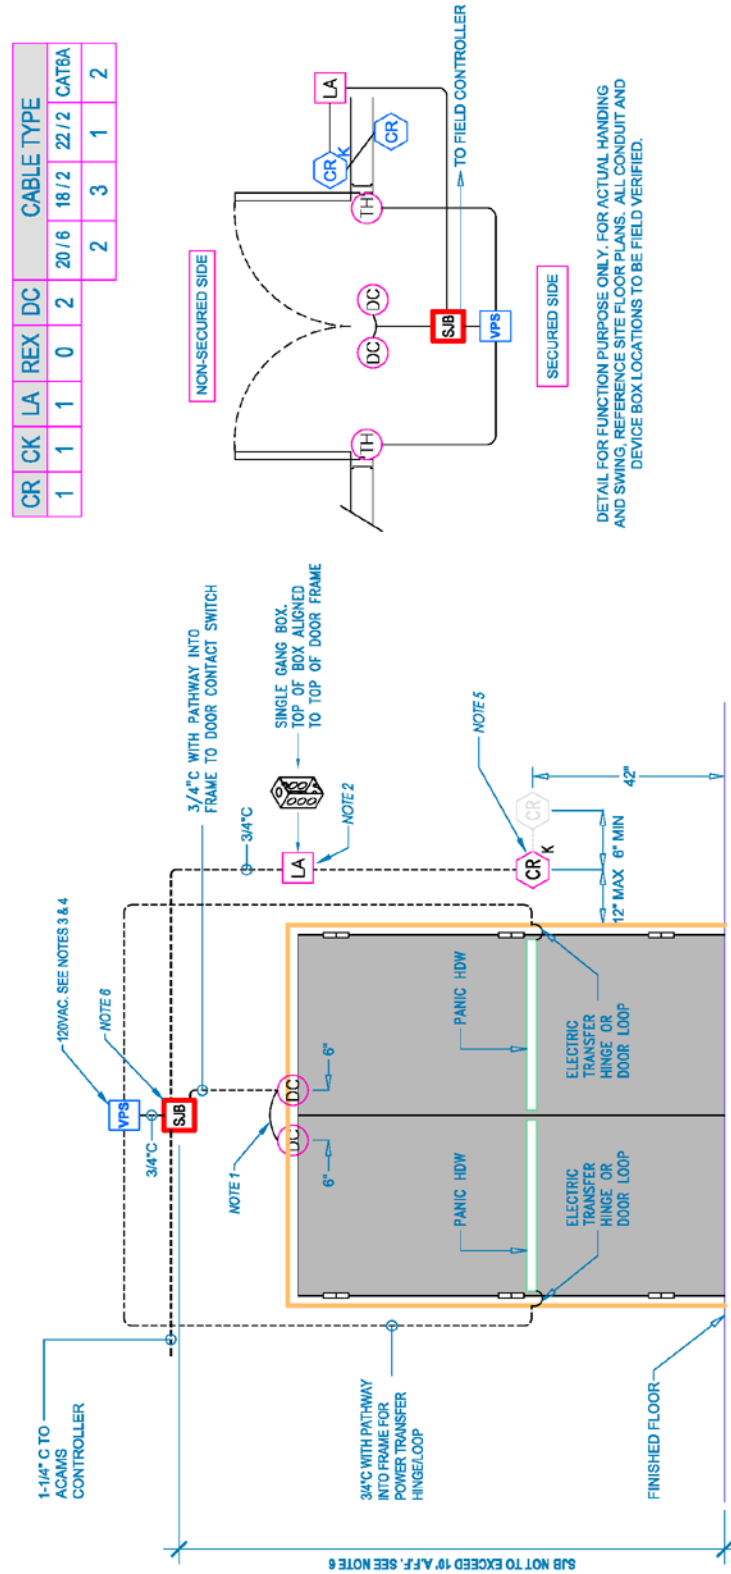 CR CK LA REX DC CABLE TYPE
20/6 18/2 22/2 CAT6A
1 1 1 0 2 2 3 1 2
NON-SECURED SIDE
TH
DC DC
TH
CR K
CR
LA
SJB
TO FIELD CONTROLLER
VPS
SECURED SIDE
DETAIL FOR FUNCTION PURPOSE ONLY. FOR ACTUAL HANDING
AND SWING, REFERENCE SITE FLOOR PLANS. ALL CONDUIT AND
DEVICE BOX LOCATIONS TO BE FIELD VERIFIED.
1-1/4" C TO
ACAMS
CONTROLLER
120VAC. SEE NOTES 3 & 4
VPS
3/4"C
NOTE 6
SJB
3/4"C WITH PATHWAY INTO
FRAME TO DOOR CONTACT SWITCH
3/4"C
NOTE 1
DC DC
6" 6"
SINGLE GANG BOX.
TOP OF BOX ALIGNED
TO TOP OF DOOR FRAME
LA
NOTE 2
3/4"C WITH PATHWAY
INTO FRAME FOR
POWER TRANSFER
HINGE/LOOP
PANIC HDW
PANIC HDW
ELECTRIC
TRANSFER
HINGE OR
DOOR LOOP
ELECTRIC
TRANSFER
HINGE OR
DOOR LOOP
NOTE 5
CR K
CR
12" MAX 6" MIN
42"
FINISHED FLOOR
SJB NOT TO EXCEED 10' A.F.F. SEE NOTE 6